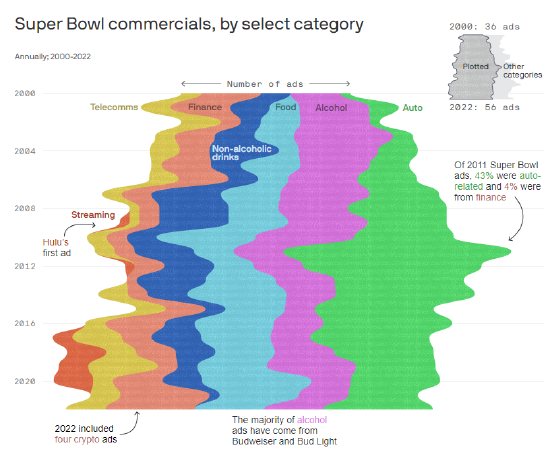 Super Bowl commercials, by select category
Annually; 2000-2022
2000: 36 ads
Plotted
Other
categories
2022: 56 ads
Number of ads
2000
Telecomms
Finance
Food
Alcohol
Auto
2004
Non-alcoholic
drinks
Of 2011 Super Bowl
ads, 43% were auto-
related and 4% were
from finance
2008
Streaming
Hulu's
first ad
2012
2016
2020
2022 included
four crypto ads
The majority of alcohol
ads have come from
Budweiser and Bud Light